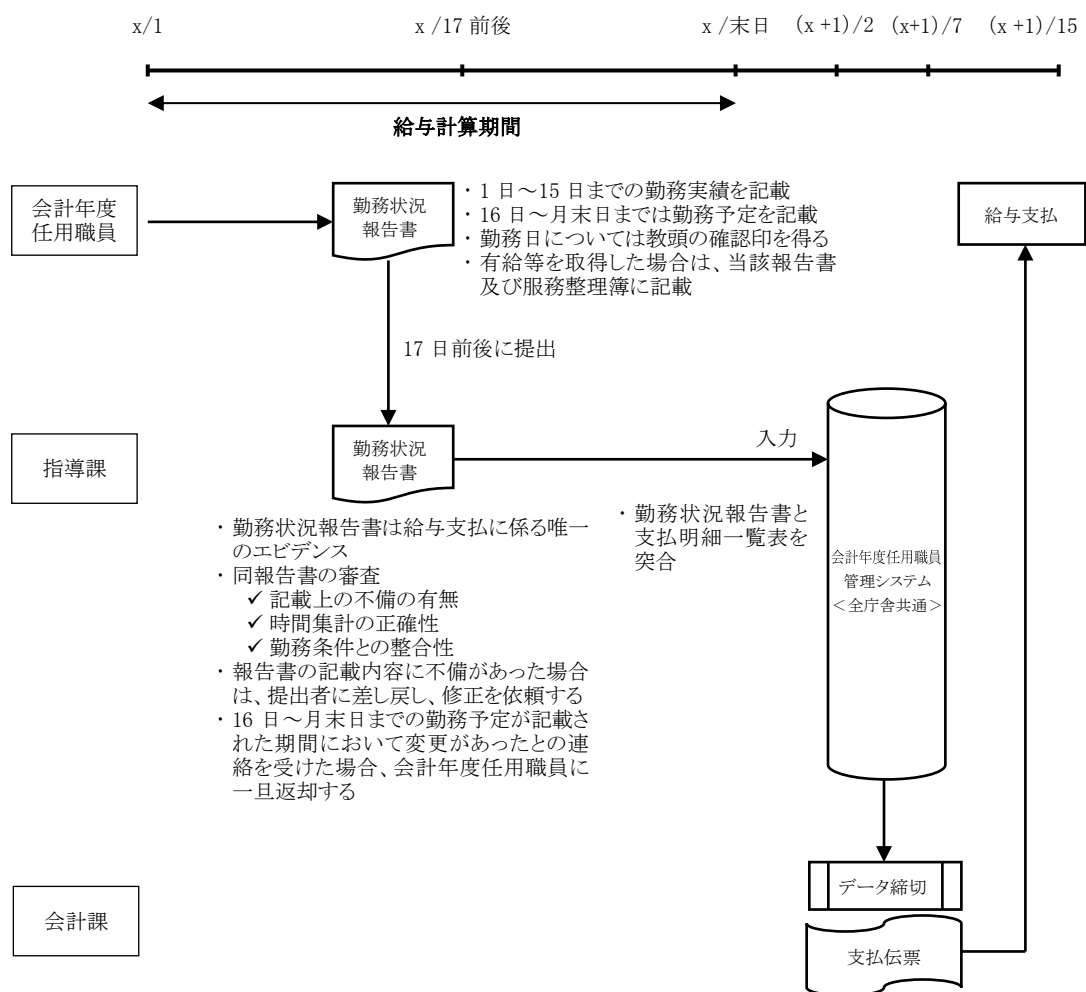 x/1
x /17 前後
x /末日
(x +1)/2
(x+1)/7
(x +1)/15
給与計算期間
会計年度
任用職員
勤務状況
報告書
・1 日～15 日までの勤務実績を記載
・16 日～月末日までは勤務予定を記載
・勤務日については教頭の確認印を得る
・有給等を取得した場合は、当該報告書
及び服務整理簿に記載
給与支払
17 日前後に提出
指導課
勤務状況
報告書
入力
・勤務状況報告書は給与支払に係る唯一
のエビデンス
・同報告書の審査
✓ 記載上の不備の有無
✓ 時間集計の正確性
✓ 勤務条件との整合性
・報告書の記載内容に不備があった場合
は、提出者に差し戻し、修正を依頼する
・16 日～月末日までの勤務予定が記載さ
れた期間において変更があったとの連
絡を受けた場合、会計年度任用職員に
一旦返却する
・勤務状況報告書と
支払明細一覧表を
突合
会計年度任用職員
管理システム
＜全庁舎共通＞
会計課
データ締切
支払伝票